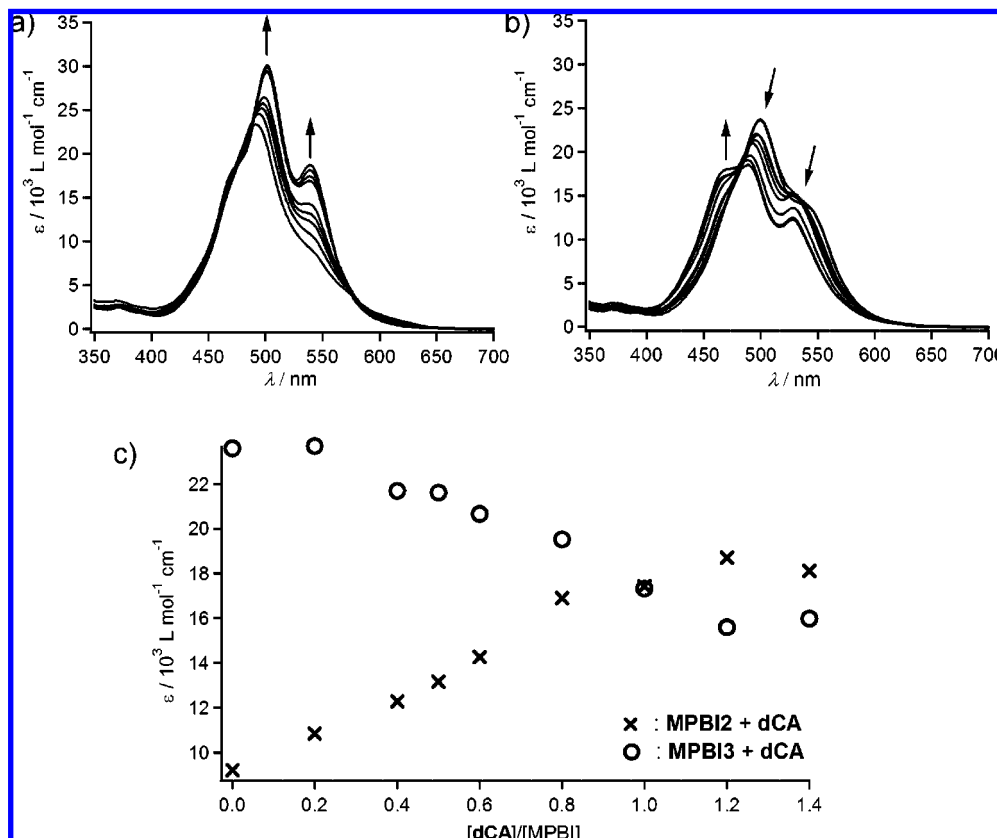 a)
35
30
25
20
15
10
5
0
ε / 10³ L mol⁻¹ cm⁻¹
350 400 450 500 550 600 650 700
λ / nm
b)
35
30
25
20
15
10
5
0
ε / 10³ L mol⁻¹ cm⁻¹
350 400 450 500 550 600 650 700
λ / nm
c)
22
20
18
16
14
12
10
ε / 10³ L mol⁻¹ cm⁻¹
× : MPBI2 + dCA
○ : MPBI3 + dCA
0.0 0.2 0.4 0.6 0.8 1.0 1.2 1.4
[dCA]/[MPBI]